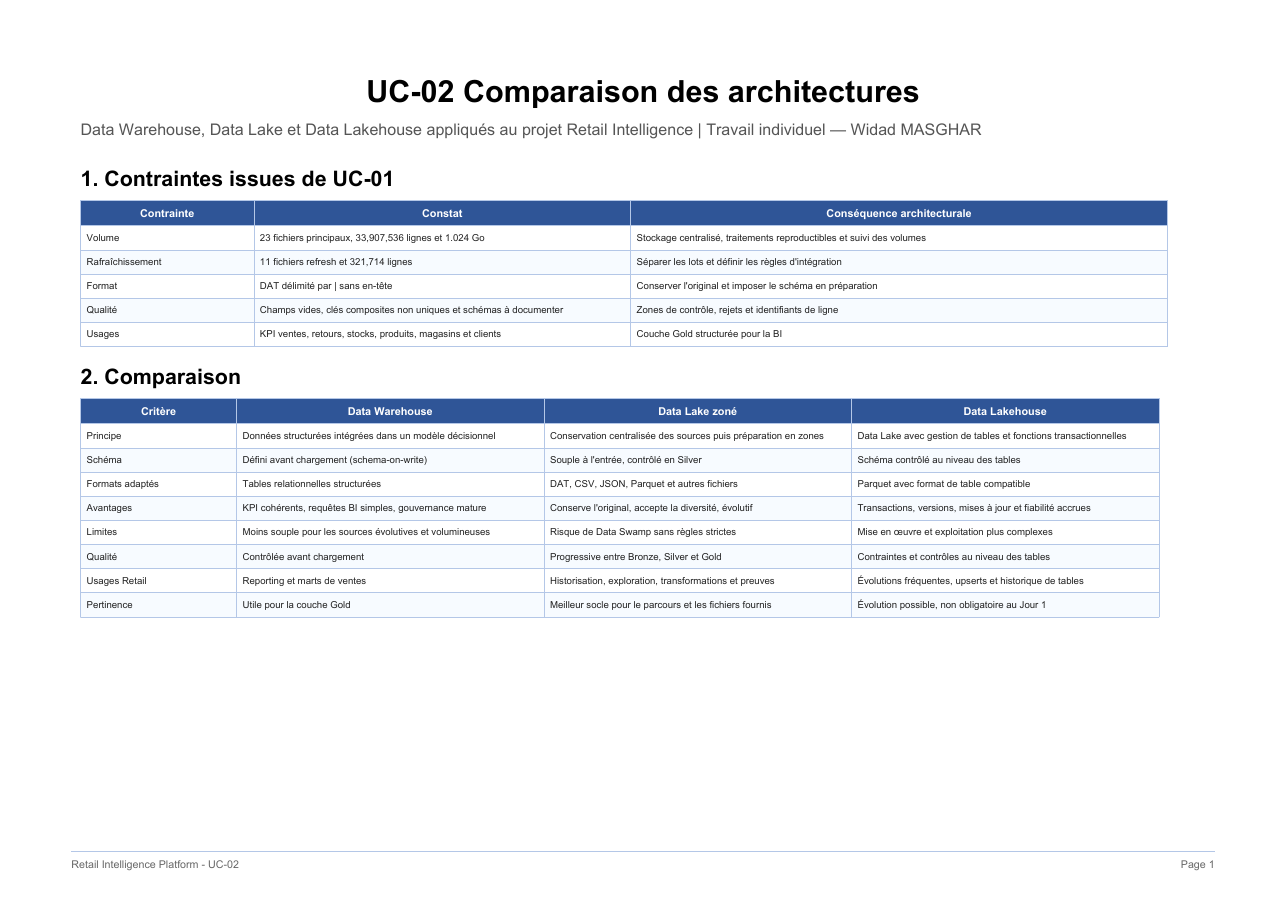 UC-02 Comparaison des architectures
Data Warehouse, Data Lake et Data Lakehouse appliqués au projet Retail Intelligence | Travail individuel — Widad MASGHAR
1. Contraintes issues de UC-01
Contrainte Constat Conséquence architecturale
Volume 23 fichiers principaux, 33,907,536 lignes et 1.024 Go Stockage centralisé, traitements reproductibles et suivi des volumes
Rafraîchissement 11 fichiers refresh et 321,714 lignes Séparer les lots et définir les règles d'intégration
Format DAT délimité par | sans en-tête Conserver l'original et imposer le schéma en préparation
Qualité Champs vides, clés composites non uniques et schémas à documenter Zones de contrôle, rejets et identifiants de ligne
Usages KPI ventes, retours, stocks, produits, magasins et clients Couche Gold structurée pour la BI
2. Comparaison
Critère Data Warehouse Data Lake zoné Data Lakehouse
Principe Données structurées intégrées dans un modèle décisionnel Conservation centralisée des sources puis préparation en zones Data Lake avec gestion de tables et fonctions transactionnelles
Schéma Défini avant chargement (schema-on-write) Souple à l'entrée, contrôlé en Silver Schéma contrôlé au niveau des tables
Formats adaptés Tables relationnelles structurées DAT, CSV, JSON, Parquet et autres fichiers Parquet avec format de table compatible
Avantages KPI cohérents, requêtes BI simples, gouvernance mature Conserve l'original, accepte la diversité, évolutif Transactions, versions, mises à jour et fiabilité accrues
Limites Moins souple pour les sources évolutives et volumineuses Risque de Data Swamp sans règles strictes Mise en œuvre et exploitation plus complexes
Qualité Contrôlée avant chargement Progressive entre Bronze, Silver et Gold Contraintes et contrôles au niveau des tables
Usages Retail Reporting et marts de ventes Historisation, exploration, transformations et preuves Évolutions fréquentes, upserts et historique de tables
Pertinence Utile pour la couche Gold Meilleur socle pour le parcours et les fichiers fournis Évolution possible, non obligatoire au Jour 1
Retail Intelligence Platform - UC-02 Page 1